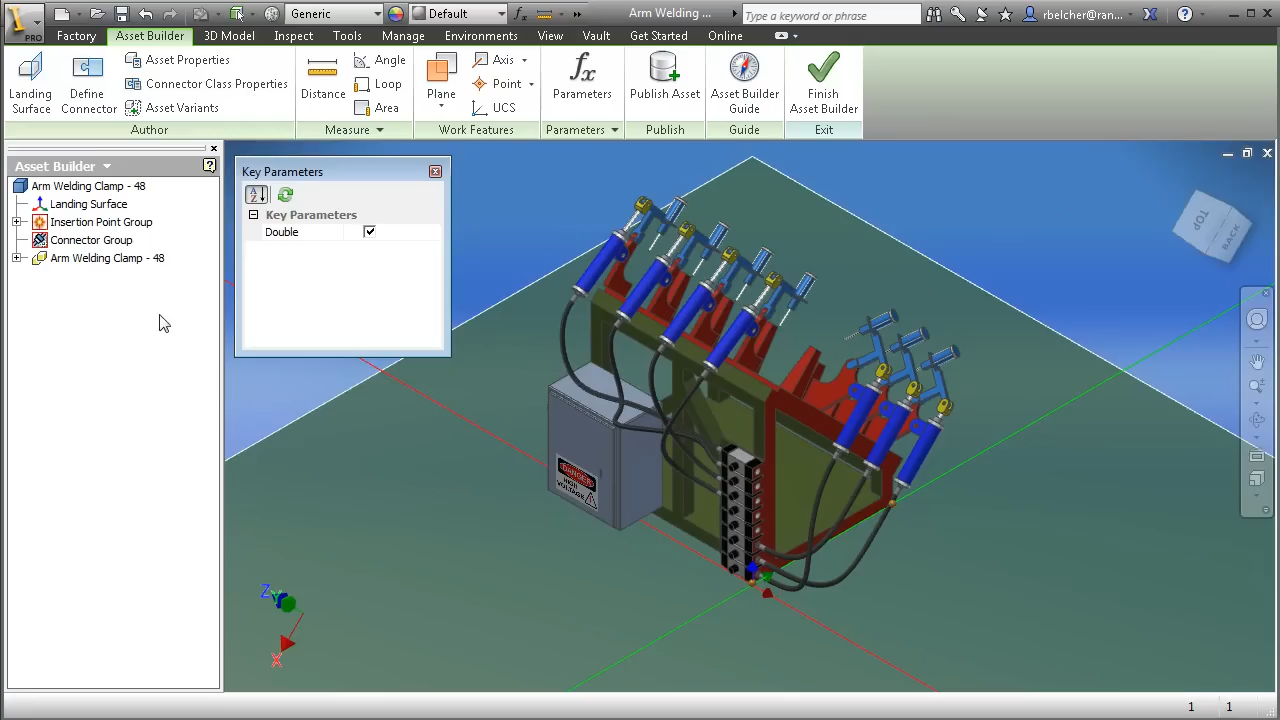 PRO
Generic
Default
fx
Arm Welding ...
Type a keyword or phrase
rbelcher@ran...
Factory
Asset Builder
3D Model
Inspect
Tools
Manage
Environments
View
Vault
Get Started
Online
Landing Surface
Define Connector
Asset Properties
Connector Class Properties
Asset Variants
Author
Distance
Angle
Loop
Area
Measure
Plane
Axis
Point
UCS
Work Features
fx
Parameters
Parameters
Publish Asset
Publish
Asset Builder Guide
Guide
Finish Asset Builder
Exit
Asset Builder
Arm Welding Clamp - 48
Landing Surface
Insertion Point Group
Connector Group
Arm Welding Clamp - 48
Key Parameters
Key Parameters
Double
TOP
BACK
DANGER
HIGH
VOLTAGE
Z
X
1
1